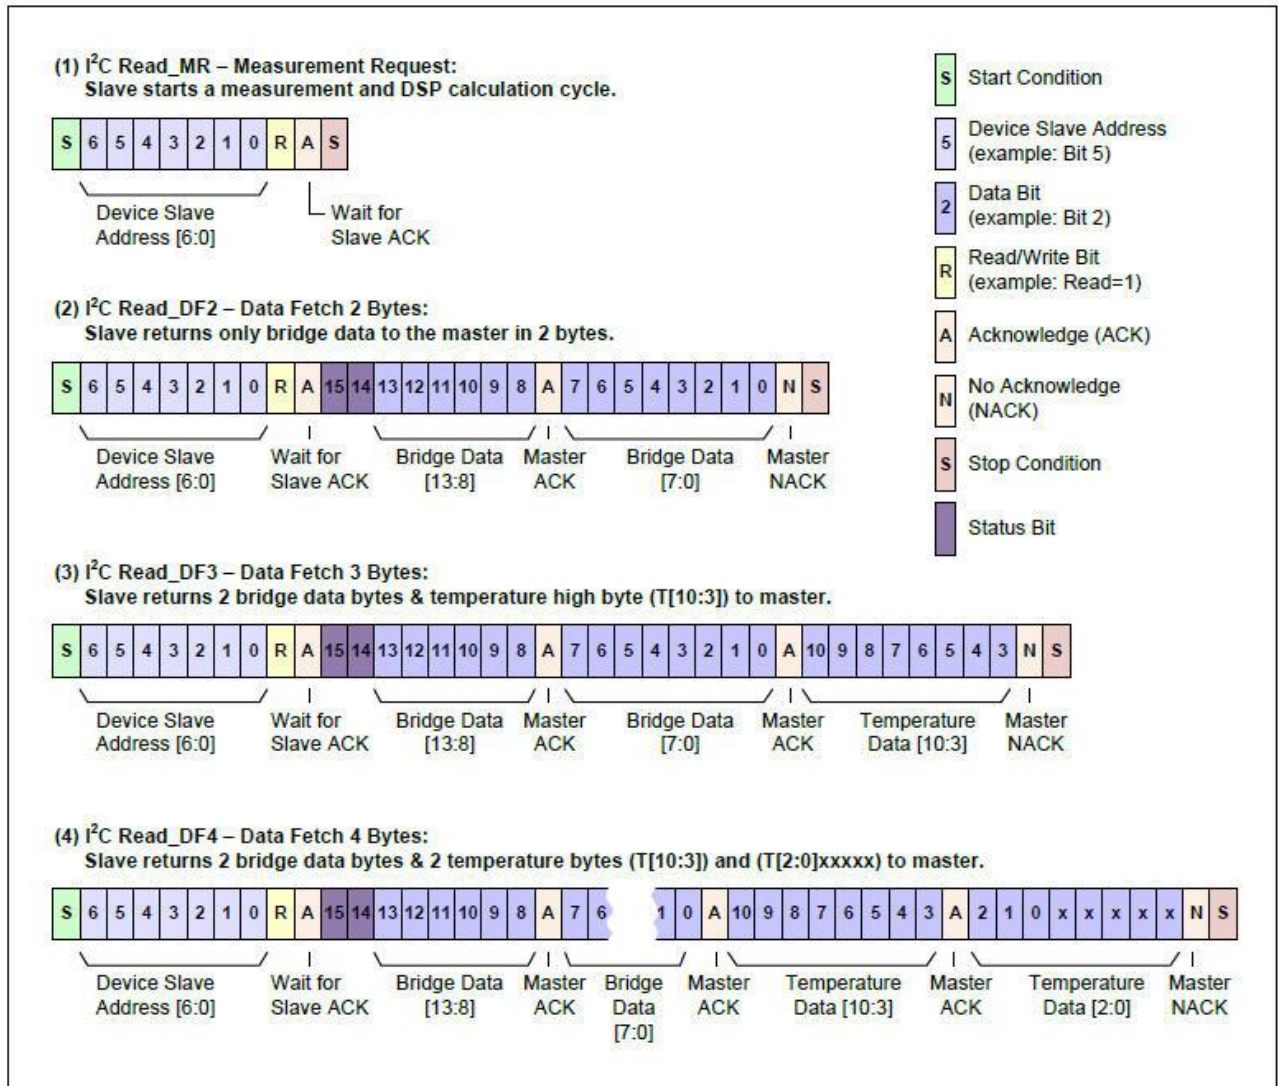 (1) I²C Read_MR – Measurement Request:
Slave starts a measurement and DSP calculation cycle.
S 6 5 4 3 2 1 0 R A S
Device Slave
Address [6:0]
Wait for
Slave ACK
(2) I²C Read_DF2 – Data Fetch 2 Bytes:
Slave returns only bridge data to the master in 2 bytes.
S 6 5 4 3 2 1 0 R A 15 14 13 12 11 10 9 8 A 7 6 5 4 3 2 1 0 N S
Device Slave
Address [6:0]
Wait for
Slave ACK
Bridge Data
[13:8]
Master
ACK
Bridge Data
[7:0]
Master
NACK
S Start Condition
5 Device Slave Address
(example: Bit 5)
2 Data Bit
(example: Bit 2)
R Read/Write Bit
(example: Read=1)
A Acknowledge (ACK)
N No Acknowledge
(NACK)
S Stop Condition
Status Bit
(3) I²C Read_DF3 – Data Fetch 3 Bytes:
Slave returns 2 bridge data bytes & temperature high byte (T[10:3]) to master.
S 6 5 4 3 2 1 0 R A 15 14 13 12 11 10 9 8 A 7 6 5 4 3 2 1 0 A 10 9 8 7 6 5 4 3 N S
Device Slave
Address [6:0]
Wait for
Slave ACK
Bridge Data
[13:8]
Master
ACK
Bridge Data
[7:0]
Master
ACK
Temperature
Data [10:3]
Master
NACK
(4) I²C Read_DF4 – Data Fetch 4 Bytes:
Slave returns 2 bridge data bytes & 2 temperature bytes (T[10:3]) and (T[2:0]xxxxx) to master.
S 6 5 4 3 2 1 0 R A 15 14 13 12 11 10 9 8 A 7 6 1 0 A 10 9 8 7 6 5 4 3 A 2 1 0 x x x x x N S
Device Slave
Address [6:0]
Wait for
Slave ACK
Bridge Data
[13:8]
Master
ACK
Bridge
Data
[7:0]
Master
ACK
Temperature
Data [10:3]
Master
ACK
Temperature
Data [2:0]
Master
NACK